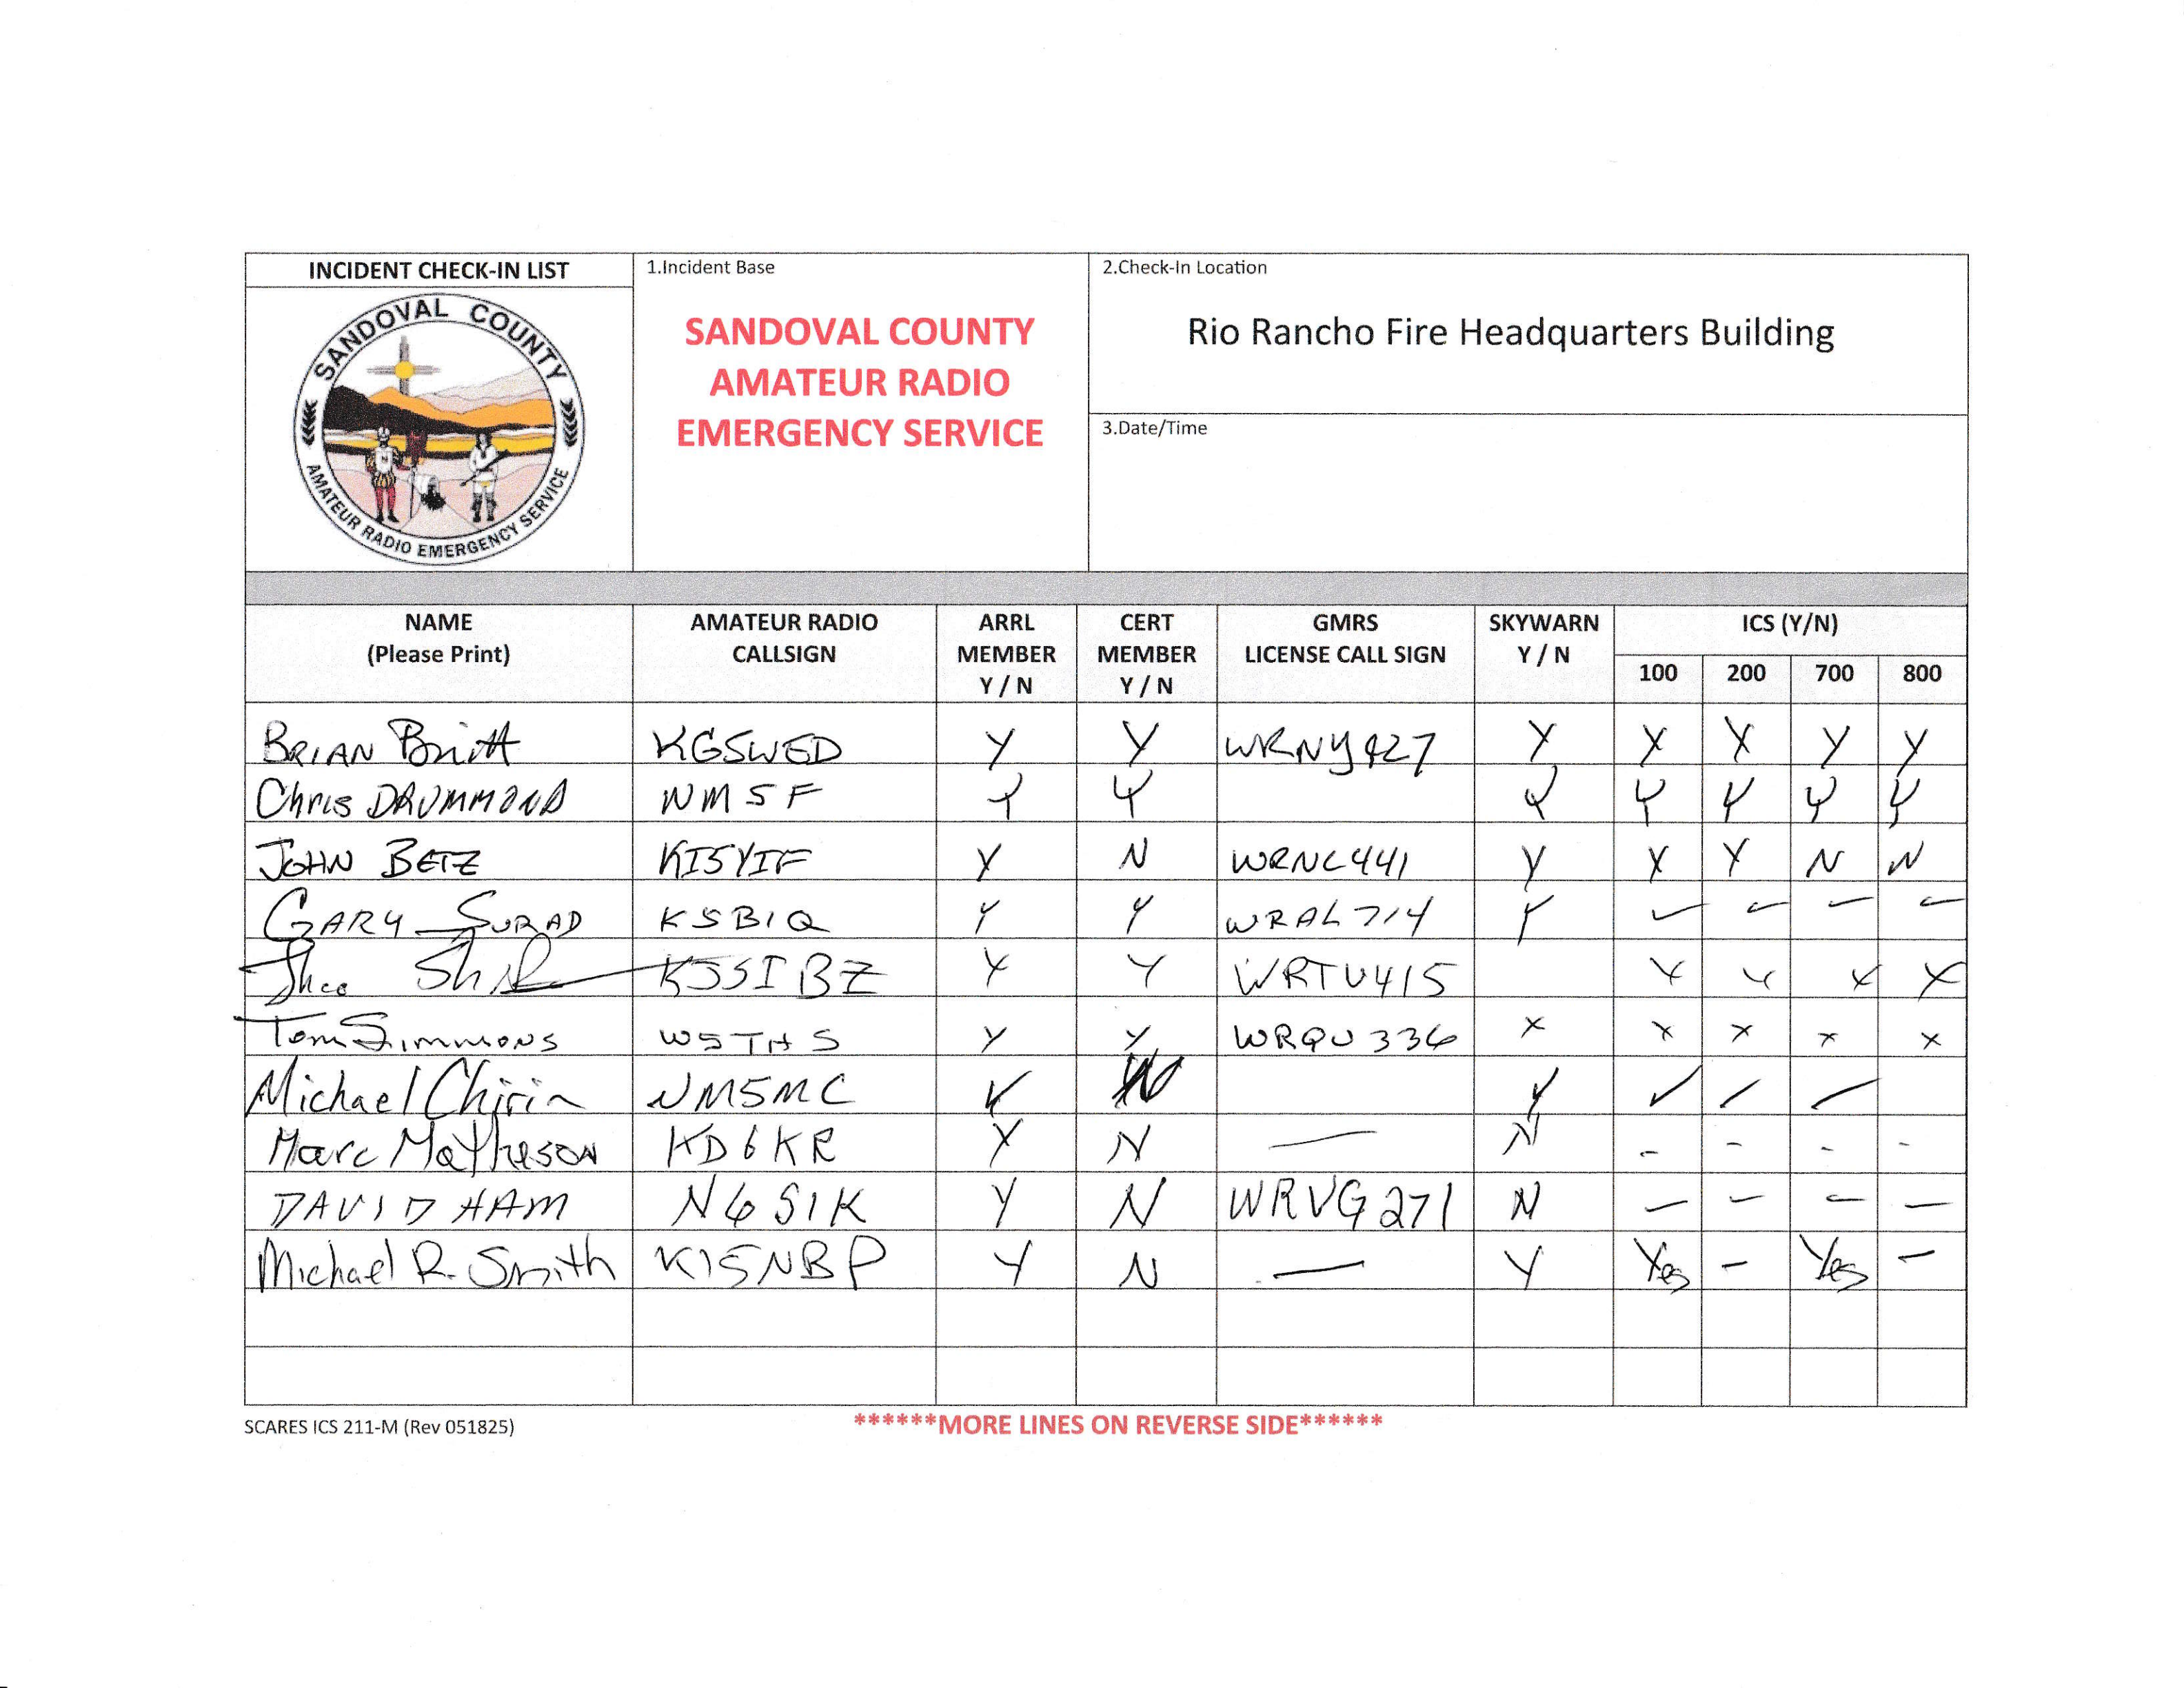 INCIDENT CHECK-IN LIST
SANDOVAL COUNTY
AMATEUR RADIO EMERGENCY SERVICE
1.Incident Base
SANDOVAL COUNTY
AMATEUR RADIO
EMERGENCY SERVICE
2.Check-In Location
Rio Rancho Fire Headquarters Building
3.Date/Time
NAME
(Please Print)
AMATEUR RADIO
CALLSIGN
ARRL
MEMBER
Y / N
CERT
MEMBER
Y / N
GMRS
LICENSE CALL SIGN
SKYWARN
Y / N
ICS (Y/N)
100 200 700 800
BRIAN Britt KG5WED Y Y Y Y Y Y Y
Chris DRUMMOND NM5F Y Y Y Y Y Y Y
JOHN BETZ KI5YIF Y N WRNC441 Y Y Y N N
GARY K5BIQ Y Y WRAL714 Y ✓ ✓ ✓ ✓
KJ5IBZ Y Y WRTU415 Y Y Y Y
Tom Simmons W5THS Y Y WRQU336 X X X X X
Michael NM5MC Y Y ✓ / /
Marc Matheson KD6KR Y N — N - - - -
DAVID HAM N6SIK Y N WRVG271 N — — — —
Michael R. Smith KI5NBP Y N — Y Yes - Yes -
SCARES ICS 211-M (Rev 051825)
******MORE LINES ON REVERSE SIDE******